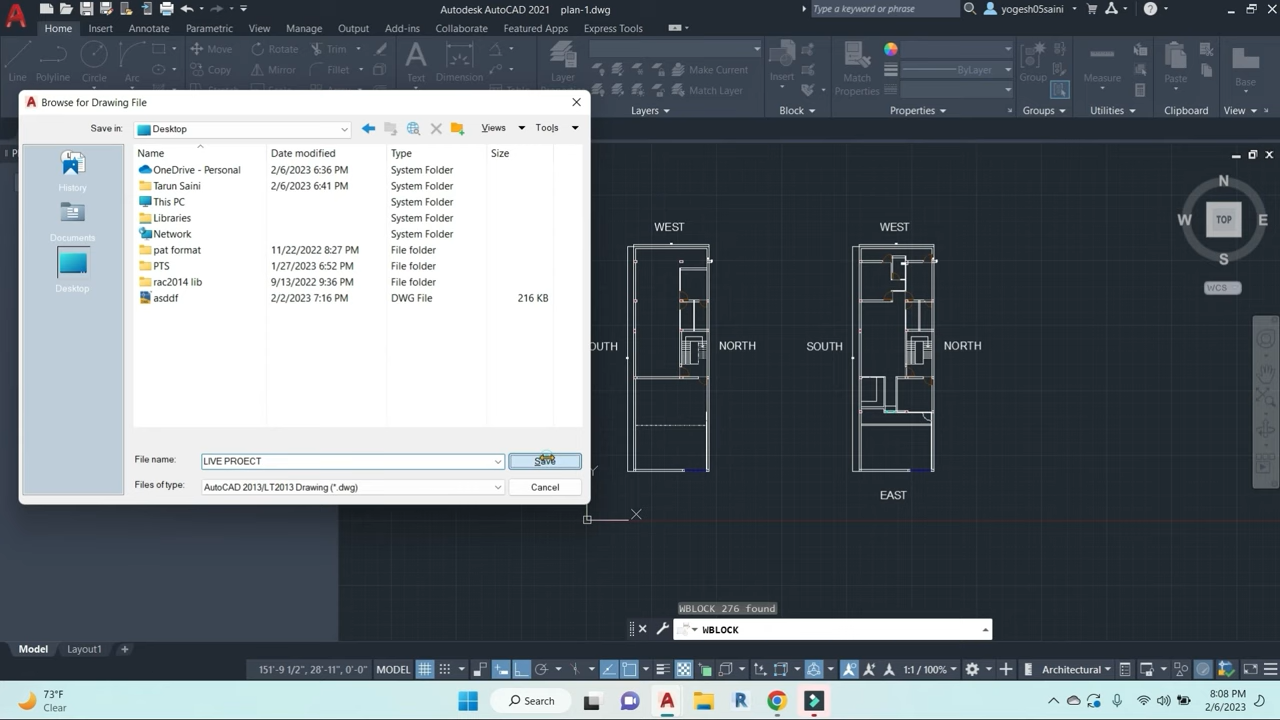 Autodesk AutoCAD 2021 plan-1.dwg
Type a keyword or phrase
yogesh05saini
Home Insert Annotate Parametric View Manage Output Add-ins Collaborate Express Tools Featured Apps
Line Polyline Circle Arc
Move Rotate Trim
Copy Mirror Fillet
Text Dimension
Layer
Make Current
Match Layer
Insert
Match
Properties
ByLayer
Group
Measure
Paste
Base
Layers
Block
Properties
Groups
Utilities
Clipboard
View
Browse for Drawing File
Save in: Desktop
Views Tools
Name Date modified Type Size
OneDrive - Personal 2/6/2023 6:36 PM System Folder
Tarun Saini 2/6/2023 6:41 PM System Folder
This PC System Folder
Libraries System Folder
Network System Folder
pat format 11/22/2022 8:27 PM File folder
PTS 1/27/2023 6:52 PM File folder
rac2014 lib 9/13/2022 9:36 PM File folder
asddf 2/2/2023 7:16 PM DWG File 216 KB
History
Documents
Desktop
File name: LIVE PROECT Save
Files of type: AutoCAD 2013/LT2013 Drawing (*.dwg) Cancel
WEST
OUTH
NORTH
WEST
SOUTH
NORTH
EAST
N
W TOP E
S
WCS
Y
X
WBLOCK 276 found
WBLOCK
Model Layout1 +
151'-9 1/2", 28'-11", 0'-0" MODEL
1:1 / 100%
Architectural
73°F
Clear
Search
8:08 PM
2/6/2023